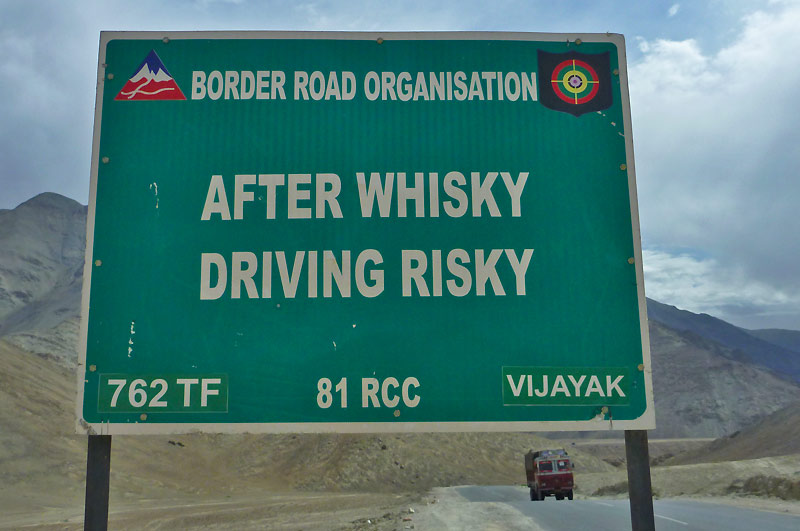 BORDER ROAD ORGANISATION
AFTER WHISKY
DRIVING RISKY
762 TF 81 RCC VIJAYAK